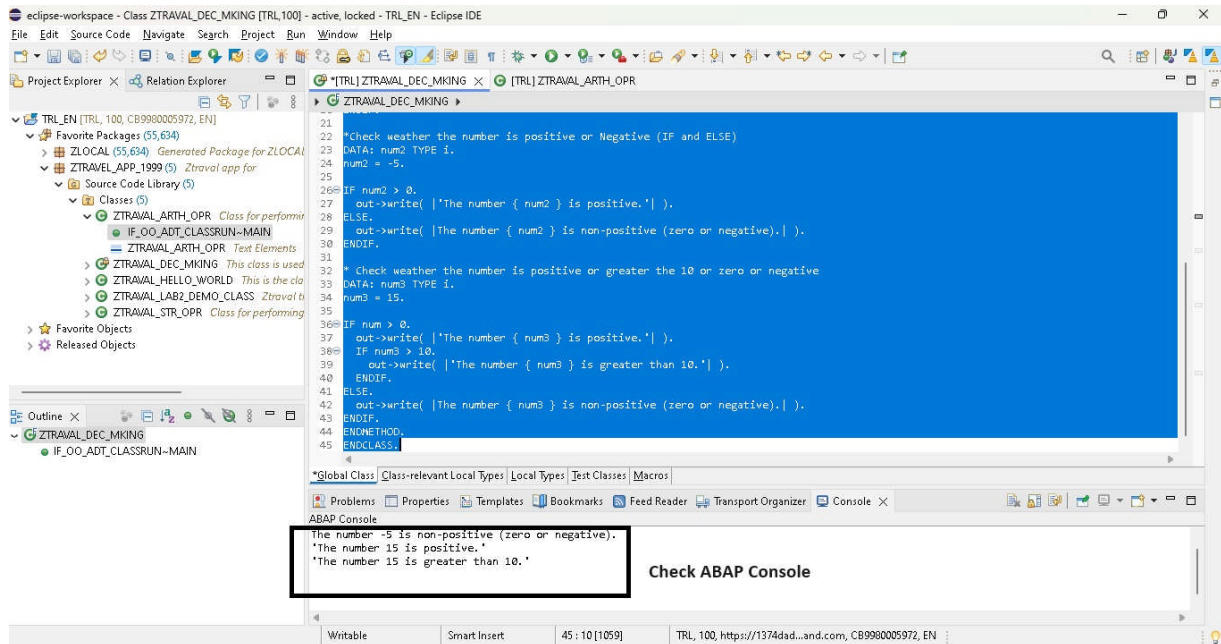 eclipse-workspace - Class ZTRAVAL_DEC_MKING [TRL,100] - active, locked - TRL_EN - Eclipse IDE
File Edit Source Code Navigate Search Project Run Window Help
Project Explorer Relation Explorer
TRL_EN [TRL, 100, CB9980005972, EN]
Favorite Packages (55,634)
ZLOCAL (55,634) Generated Package for ZLOCAL
ZTRAVEL_APP_1999 (5) Ztraval app for
Source Code Library (5)
Classes (5)
ZTRAVAL_ARTH_OPR Class for performin
IF_OO_ADT_CLASSRUN~MAIN
ZTRAVAL_ARTH_OPR Text Elements
ZTRAVAL_DEC_MKING This class is used
ZTRAVAL_HELLO_WORLD This is the cla
ZTRAVAL_LAB2_DEMO_CLASS Ztraval t
ZTRAVAL_STR_OPR Class for performing
Favorite Objects
Released Objects
Outline
ZTRAVAL_DEC_MKING
IF_OO_ADT_CLASSRUN~MAIN
*[TRL] ZTRAVAL_DEC_MKING [TRL] ZTRAVAL_ARTH_OPR
ZTRAVAL_DEC_MKING
21
22 *Check weather the number is positive or Negative (IF and ELSE)
23 DATA: num2 TYPE i.
24 num2 = -5.
25
26 IF num2 > 0.
27 out->write( |'The number { num2 } is positive.'| ).
28 ELSE.
29 out->write( |The number { num2 } is non-positive (zero or negative).| ).
30 ENDIF.
31
32 * Check weather the number is positive or greater the 10 or zero or negative
33 DATA: num3 TYPE i.
34 num3 = 15.
35
36 IF num > 0.
37 out->write( |'The number { num3 } is positive.'| ).
38 IF num3 > 10.
39 out->write( |'The number { num3 } is greater than 10.'| ).
40 ENDIF.
41 ELSE.
42 out->write( |The number { num3 } is non-positive (zero or negative).| ).
43 ENDIF.
44 ENDMETHOD.
45 ENDCLASS.
*Global Class Class-relevant Local Types Local Types Test Classes Macros
Problems Properties Templates Bookmarks Feed Reader Transport Organizer Console
ABAP Console
The number -5 is non-positive (zero or negative).
'The number 15 is positive.'
'The number 15 is greater than 10.'
Check ABAP Console
Writable Smart Insert 45 : 10 [1059] TRL, 100, https://1374dad...and.com, CB9980005972, EN